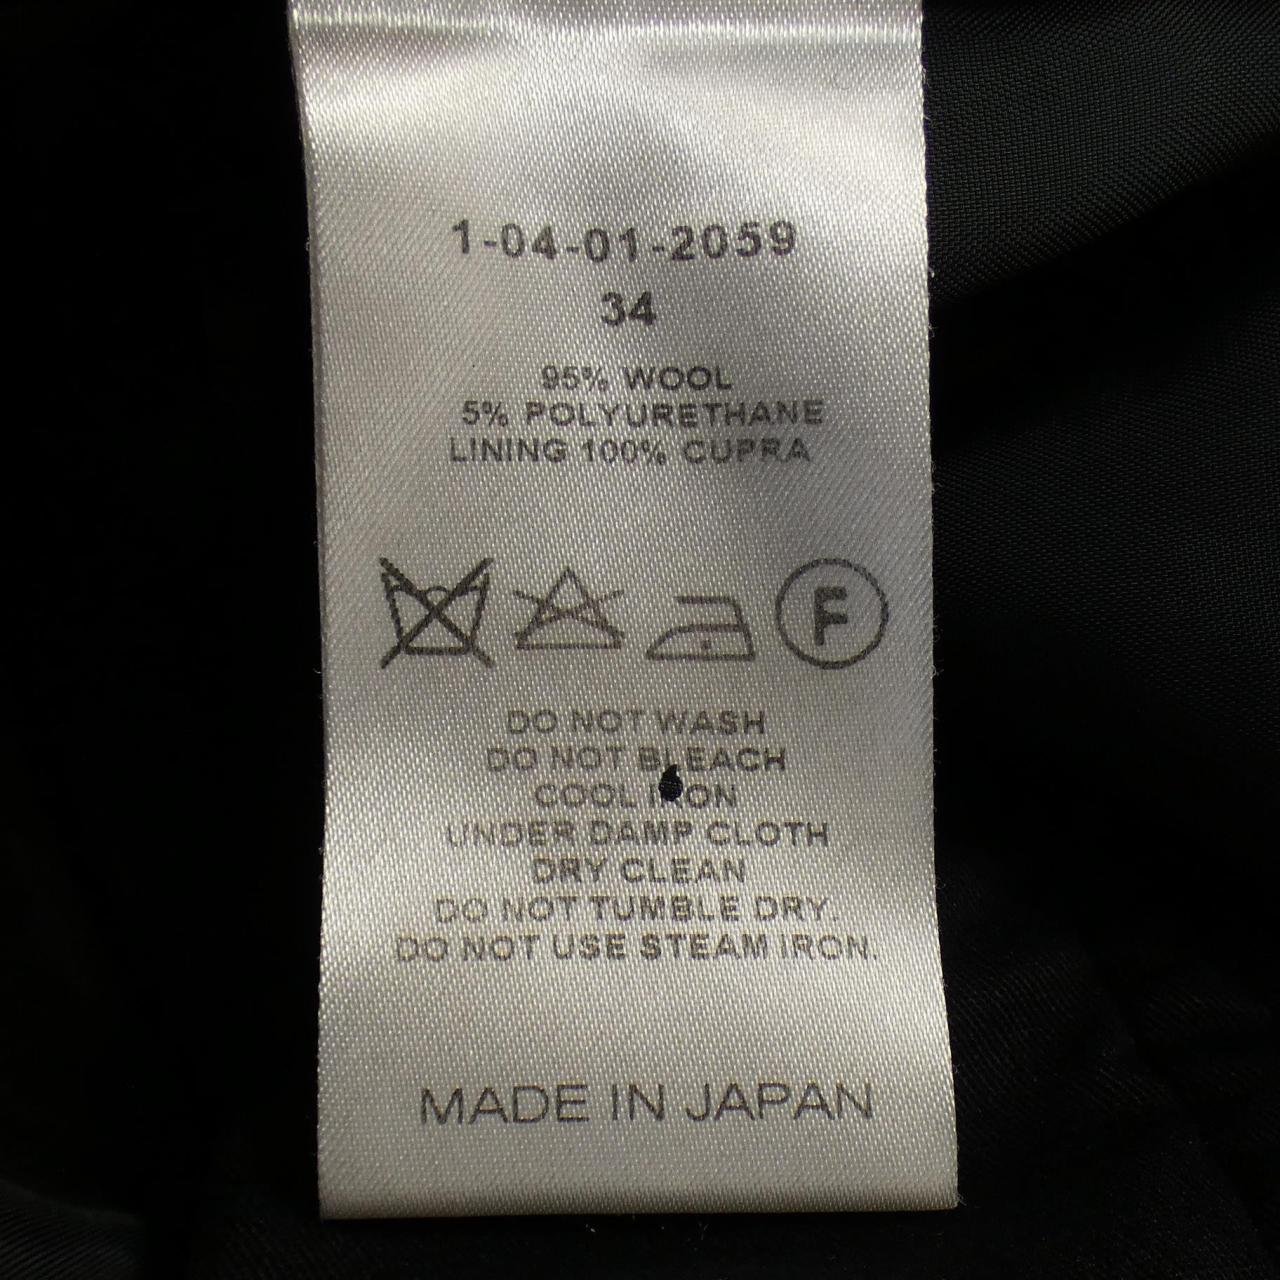 1-04-01-2059
34
95% WOOL
5% POLYURETHANE
LINING 100% CUPRA
F
DO NOT WASH
DO NOT BLEACH
COOL IRON
UNDER DAMP CLOTH
DRY CLEAN
DO NOT TUMBLE DRY.
DO NOT USE STEAM IRON.
MADE IN JAPAN